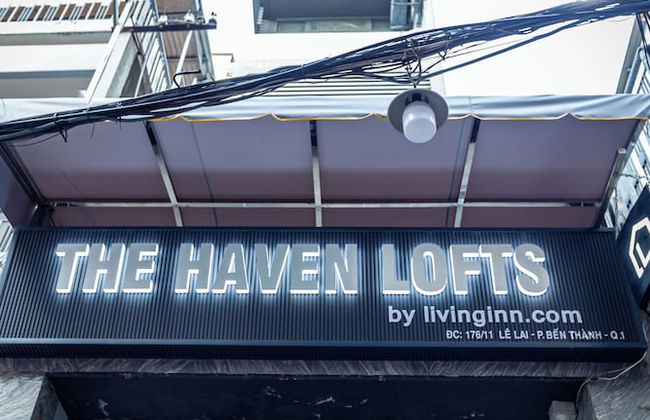 THE HAVEN LOFTS
by livinginn.com
ĐC: 176/11 LÊ LAI - P.BẾN THÀNH - Q.1